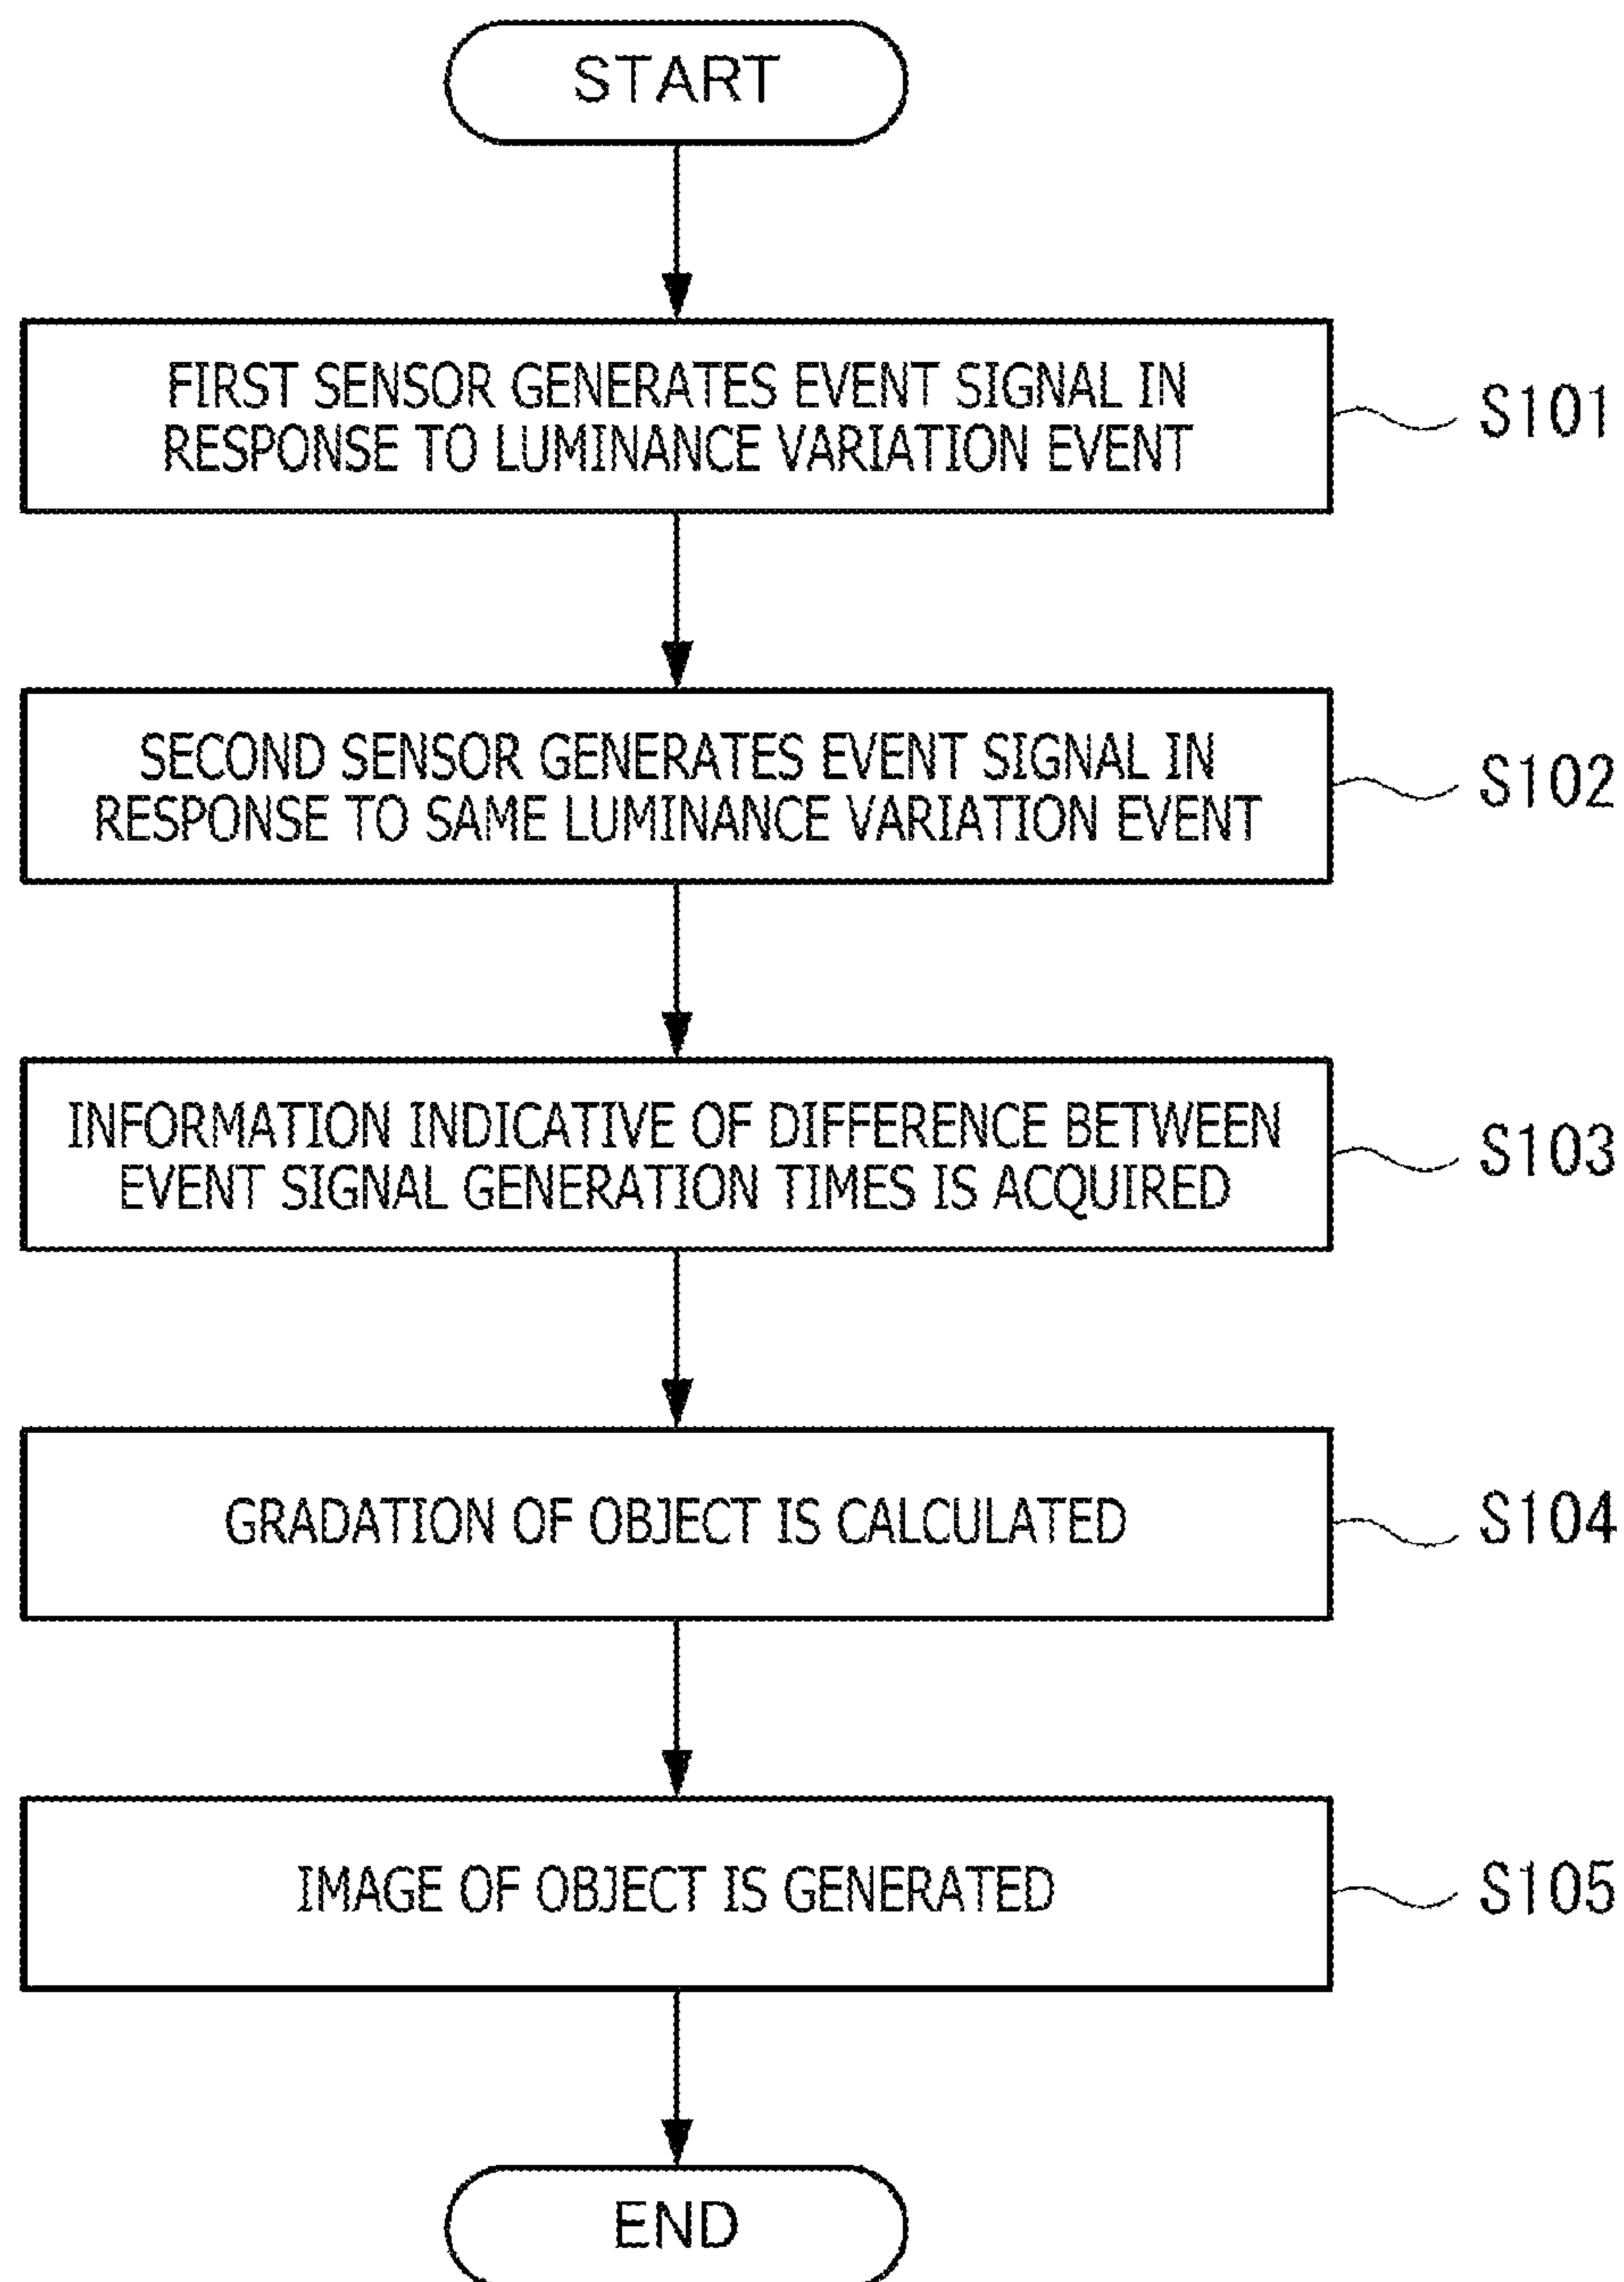 START
FIRST SENSOR GENERATES EVENT SIGNAL IN
RESPONSE TO LUMINANCE VARIATION EVENT
S101
SECOND SENSOR GENERATES EVENT SIGNAL IN
RESPONSE TO SAME LUMINANCE VARIATION EVENT
S102
INFORMATION INDICATIVE OF DIFFERENCE BETWEEN
EVENT SIGNAL GENERATION TIMES IS ACQUIRED
S103
GRADATION OF OBJECT IS CALCULATED
S104
IMAGE OF OBJECT IS GENERATED
S105
END